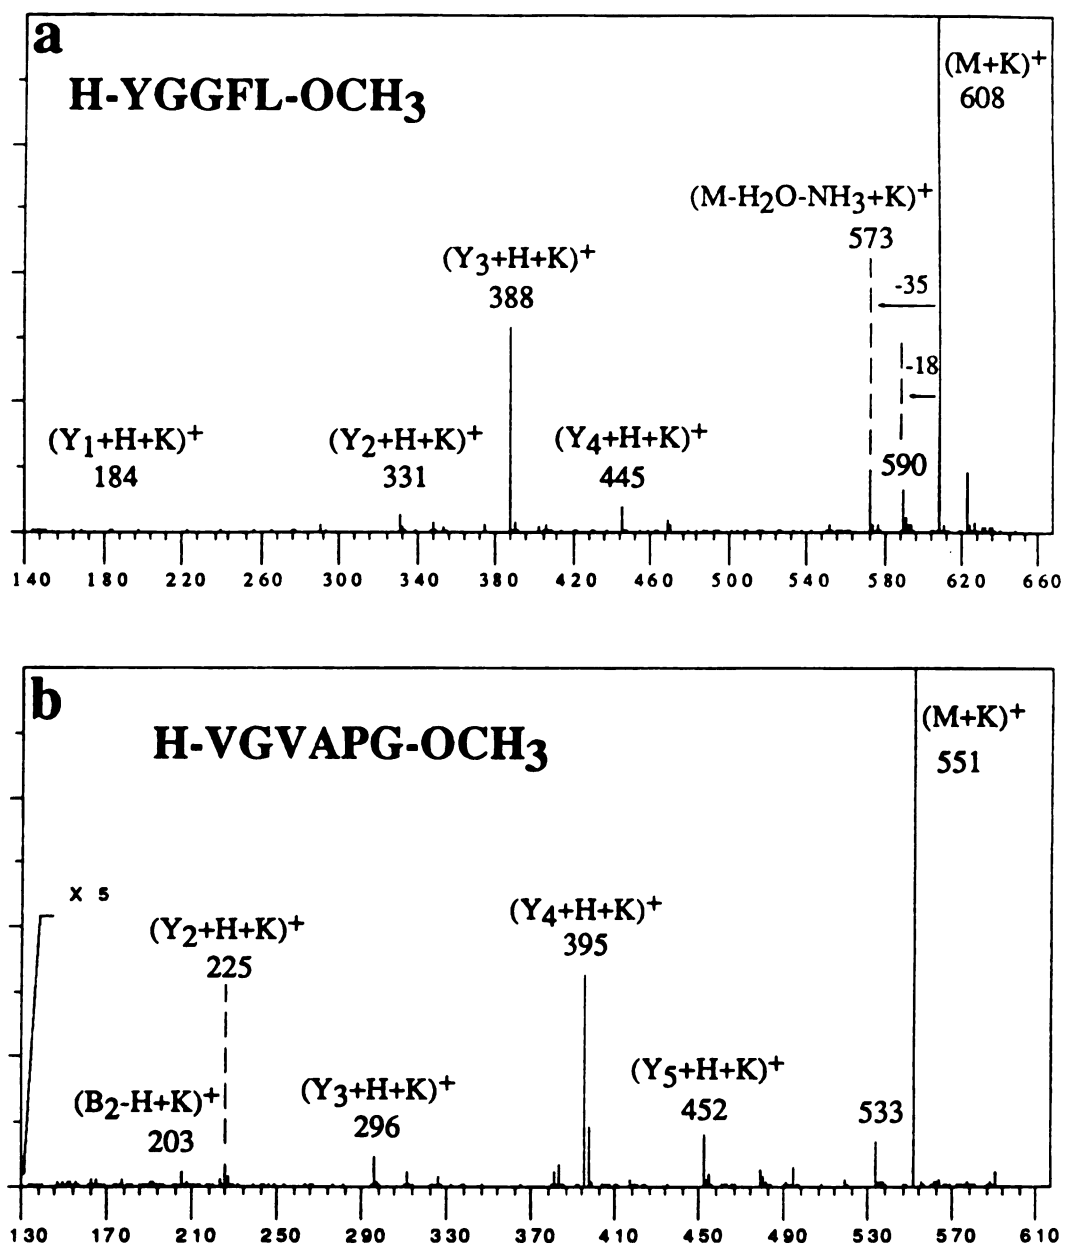 a
H-YGGFL-OCH3
(M+K)+
608
(M-H2O-NH3+K)+
573
(Y3+H+K)+
388
-35
-18
(Y1+H+K)+
184
(Y2+H+K)+
331
(Y4+H+K)+
445
590
140 180 220 260 300 340 380 420 460 500 540 580 620 660
b
H-VGVAPG-OCH3
(M+K)+
551
X 5
(Y2+H+K)+
225
(Y4+H+K)+
395
(B2-H+K)+
203
(Y3+H+K)+
296
(Y5+H+K)+
452
533
130 170 210 250 290 330 370 410 450 490 530 570 610